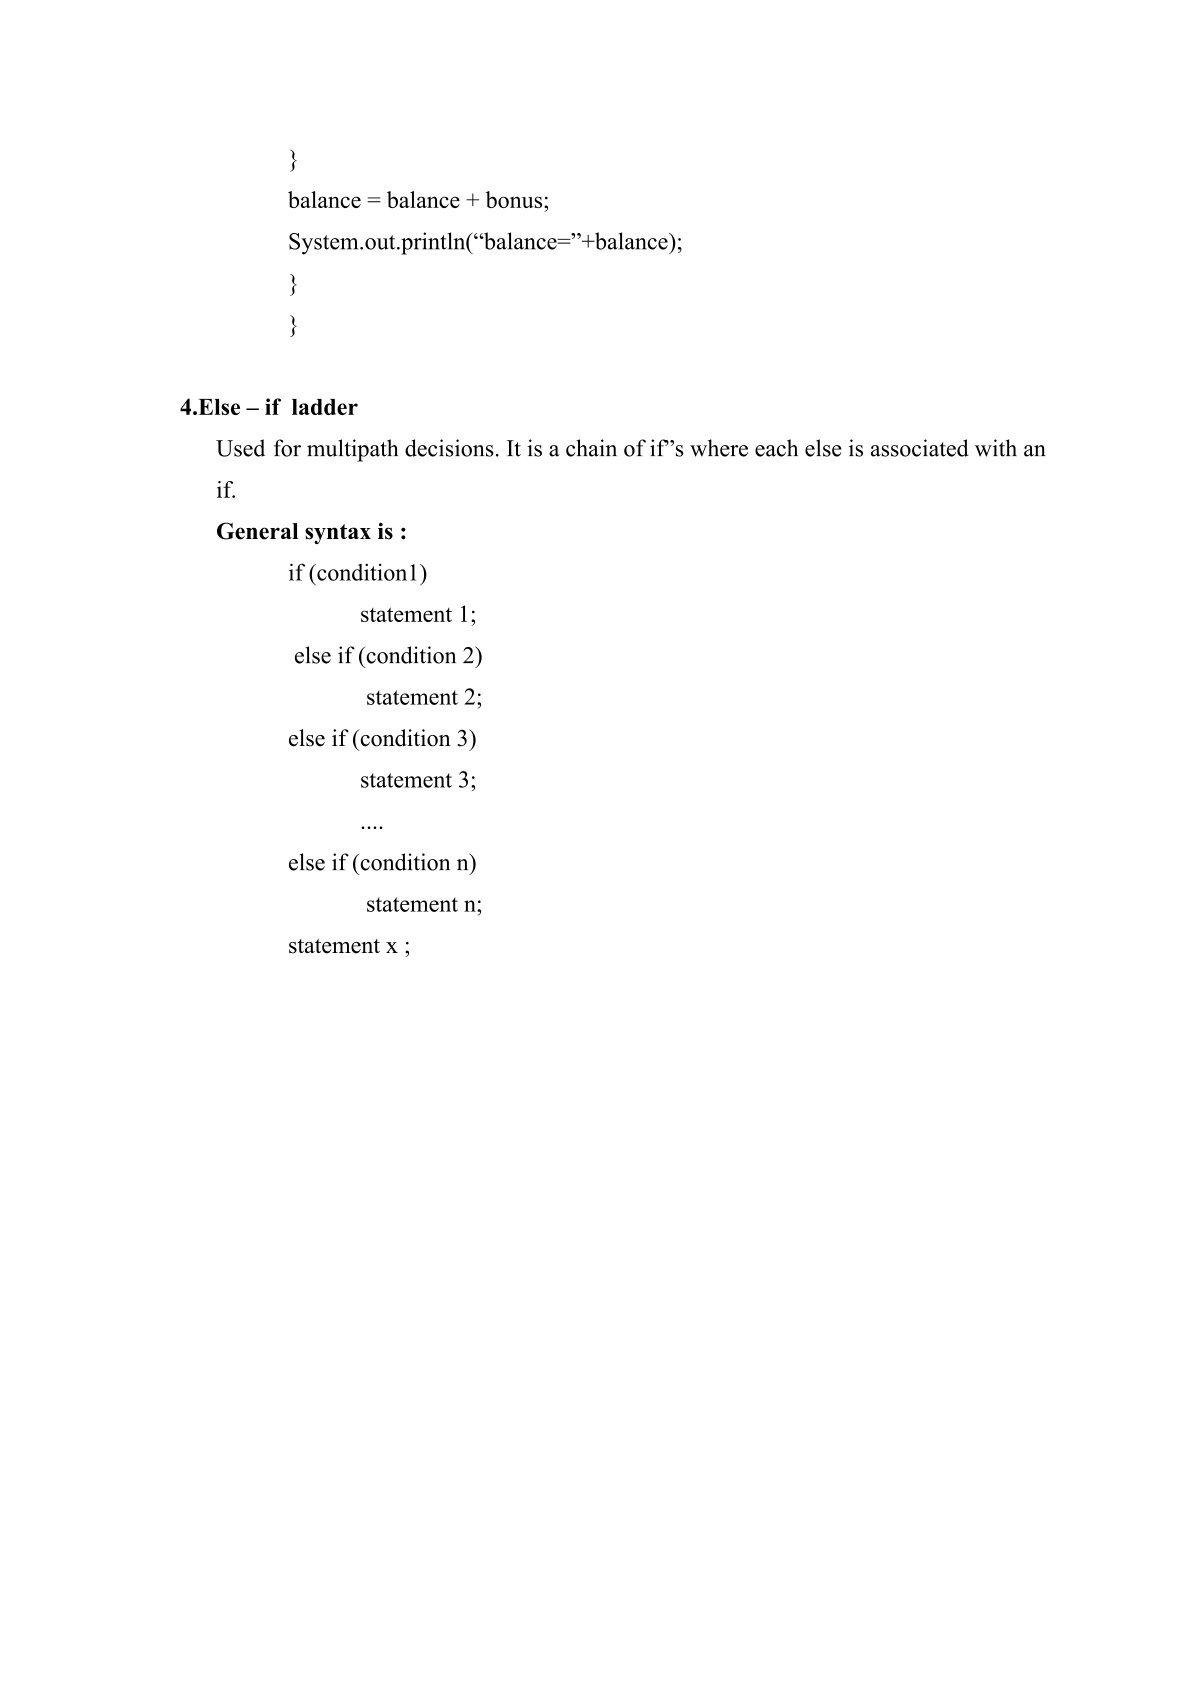 }
balance = balance + bonus;
System.out.println(“balance=”+balance);
}
}
4.Else – if  ladder
Used for multipath decisions. It is a chain of if”s where each else is associated with an
if.
General syntax is :
if (condition1)
statement 1;
else if (condition 2)
statement 2;
else if (condition 3)
statement 3;
....
else if (condition n)
statement n;
statement x ;